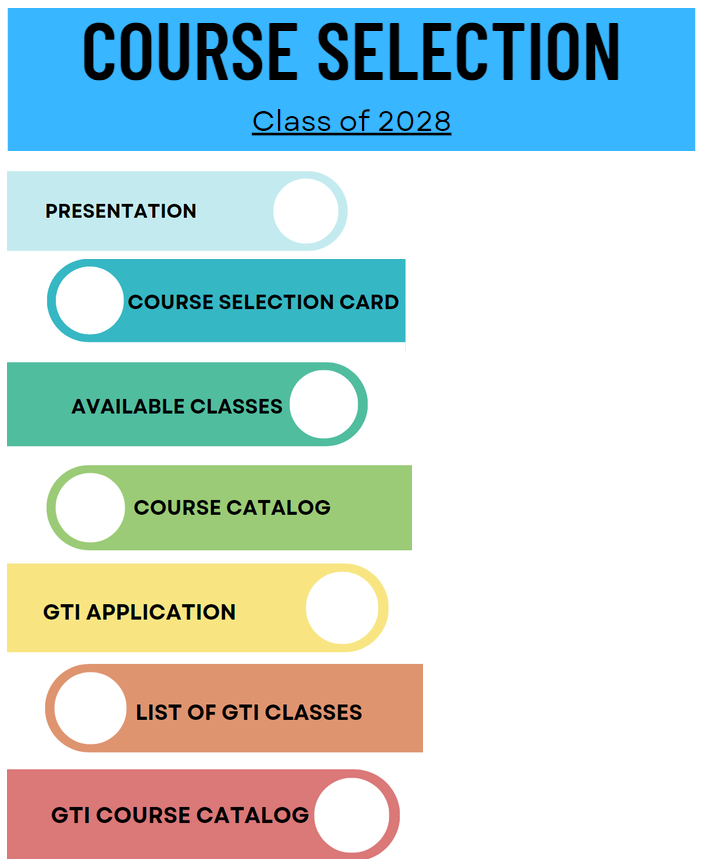 COURSE SELECTION
Class of 2028
PRESENTATION
COURSE SELECTION CARD
AVAILABLE CLASSES
COURSE CATALOG
GTI APPLICATION
LIST OF GTI CLASSES
GTI COURSE CATALOG